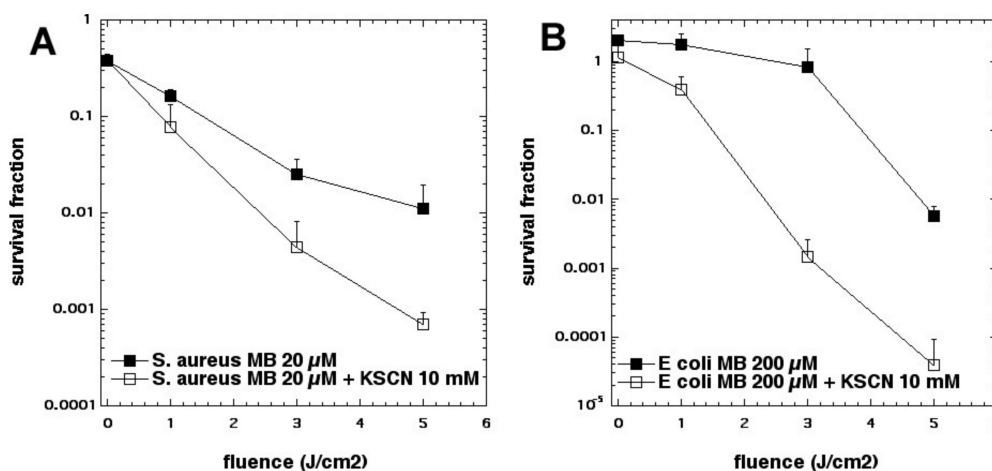 A
1
0.1
0.01
0.001
0.0001
survival fraction
S. aureus MB 20 µM
S. aureus MB 20 µM + KSCN 10 mM
0 1 2 3 4 5 6
fluence (J/cm2)
B
1
0.1
0.01
0.001
0.0001
10⁻⁵
survival fraction
E coli MB 200 µM
E coli MB 200 µM + KSCN 10 mM
0 1 2 3 4 5
fluence (J/cm2)